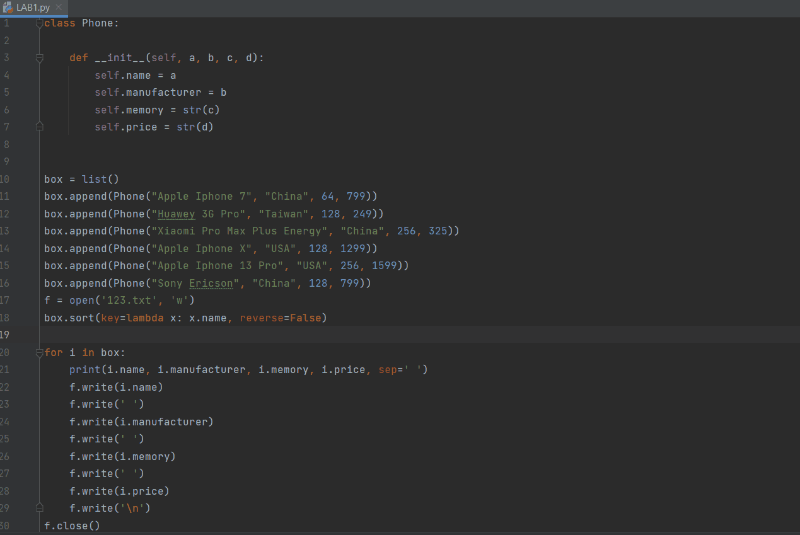 LAB1.py
1 class Phone:
2
3     def __init__(self, a, b, c, d):
4         self.name = a
5         self.manufacturer = b
6         self.memory = str(c)
7         self.price = str(d)
8
9
10 box = list()
11 box.append(Phone("Apple Iphone 7", "China", 64, 799))
12 box.append(Phone("Huawey 3G Pro", "Taiwan", 128, 249))
13 box.append(Phone("Xiaomi Pro Max Plus Energy", "China", 256, 325))
14 box.append(Phone("Apple Iphone X", "USA", 128, 1299))
15 box.append(Phone("Apple Iphone 13 Pro", "USA", 256, 1599))
16 box.append(Phone("Sony Ericson", "China", 128, 799))
17 f = open('123.txt', 'w')
18 box.sort(key=lambda x: x.name, reverse=False)
19
20 for i in box:
21     print(i.name, i.manufacturer, i.memory, i.price, sep=' ')
22     f.write(i.name)
23     f.write(' ')
24     f.write(i.manufacturer)
25     f.write(' ')
26     f.write(i.memory)
27     f.write(' ')
28     f.write(i.price)
29     f.write('\n')
30 f.close()